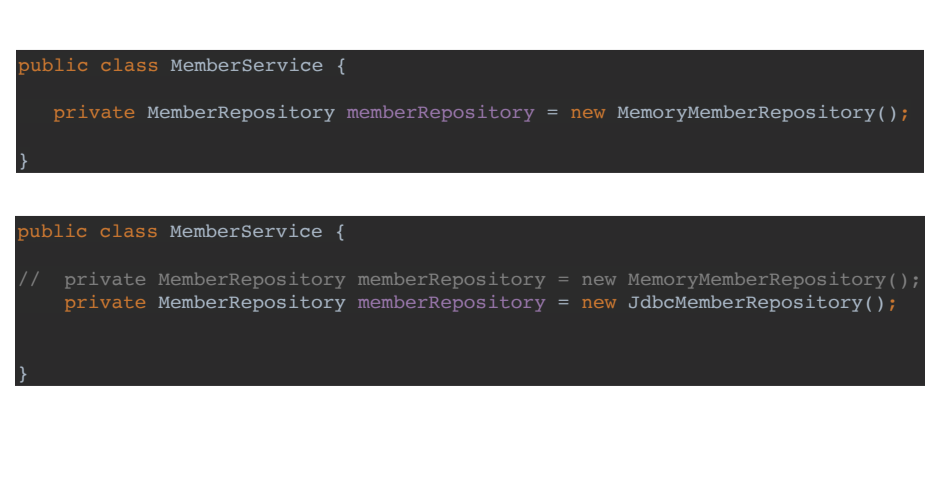 public class MemberService {
private MemberRepository memberRepository = new MemoryMemberRepository();
}
public class MemberService {
// private MemberRepository memberRepository = new MemoryMemberRepository();
private MemberRepository memberRepository = new JdbcMemberRepository();
}